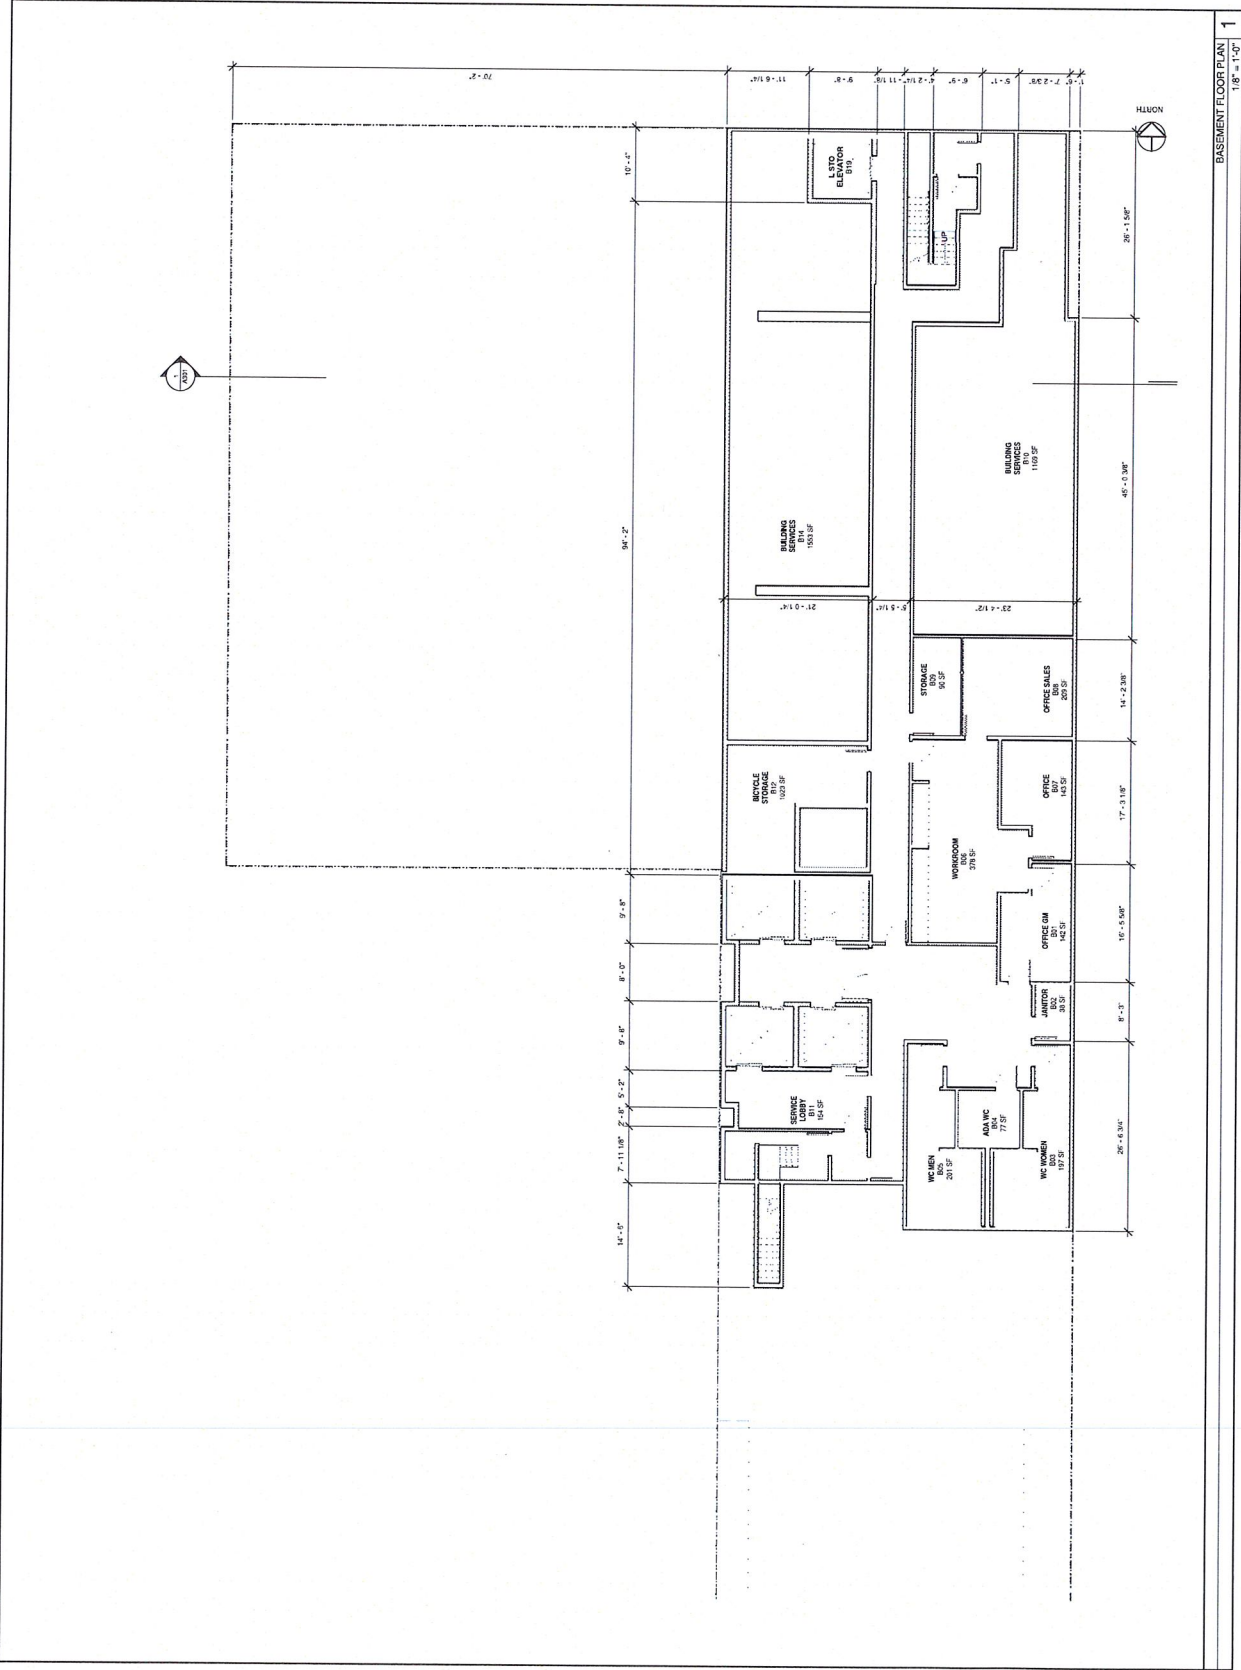 BASEMENT FLOOR PLAN
1
1/8" = 1'-0"
NORTH
1
A301
70' - 2"
11' - 6 1/4"
9' - 8"
4' - 2 1/4"
6' - 9"
5' - 1"
7' - 2 3/8"
1' - 6"
10' - 4"
94' - 2"
9' - 8"
8' - 0"
9' - 8"
5' - 2"
2' - 8"
7' - 11 1/8"
14' - 6"
26' - 1 5/8"
45' - 0 3/8"
14' - 2 3/8"
17' - 3 1/8"
16' - 5 5/8"
8' - 3"
26' - 6 3/4"
21' - 0 1/4"
5' - 5 1/4"
23' - 4 1/2"
L STO
ELEVATOR
B19
UP
BUILDING
SERVICES
B14
1553 SF
BUILDING
SERVICES
B10
1169 SF
STORAGE
B09
90 SF
OFFICE SALES
B08
209 SF
BICYCLE
STORAGE
B12
1023 SF
OFFICE
B07
143 SF
WORKROOM
B06
378 SF
OFFICE GM
B01
142 SF
JANITOR
B02
38 SF
SERVICE
LOBBY
B11
154 SF
WC MEN
B05
201 SF
ADA WC
B04
77 SF
WC WOMEN
B03
197 SF